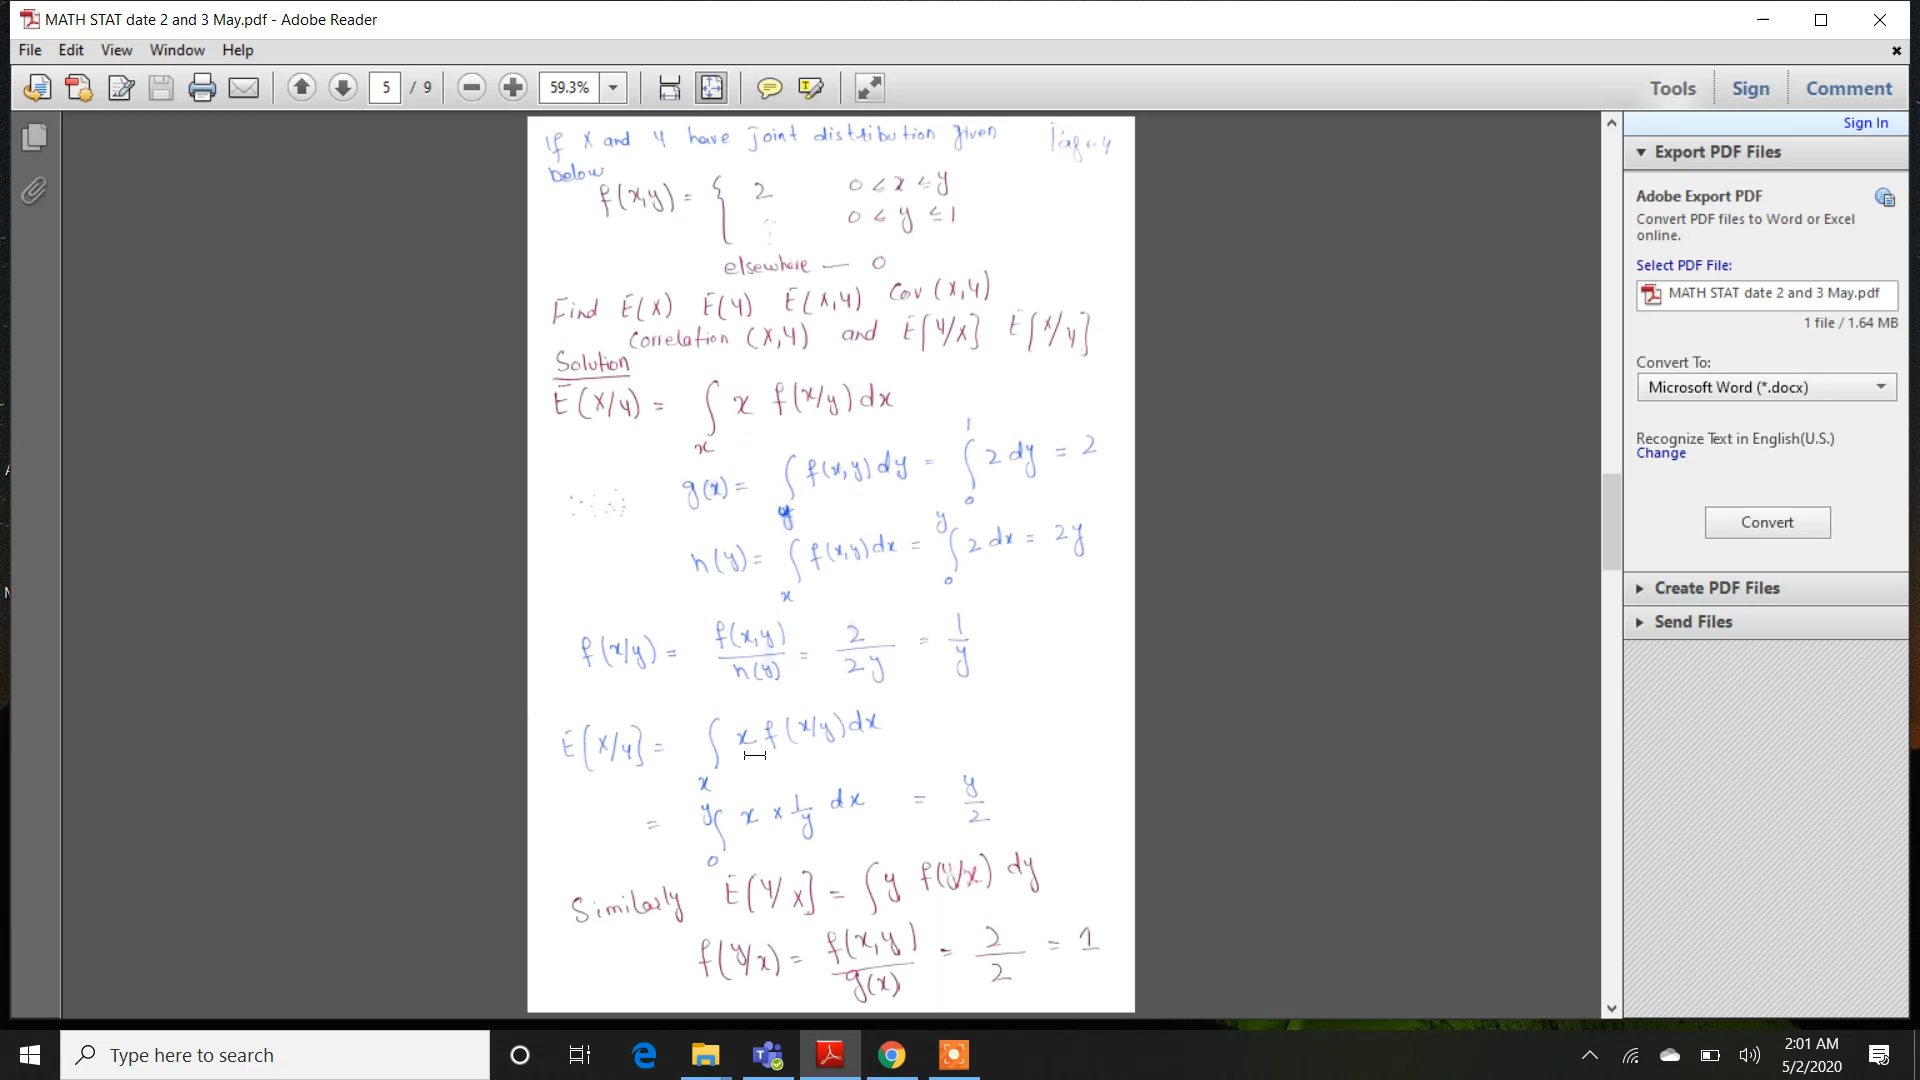 MATH STAT date 2 and 3 May.pdf - Adobe Reader
File Edit View Window Help
5 / 9 59.3% Tools Sign Comment
Sign In
Export PDF Files
Adobe Export PDF
Convert PDF files to Word or Excel
online.
Select PDF File:
MATH STAT date 2 and 3 May.pdf
1 file / 1.64 MB
Convert To:
Microsoft Word (*.docx)
Recognize Text in English(U.S.)
Change
Convert
Create PDF Files
Send Files
If X and Y have joint distribution given Page 4
below
f(x,y) = { 2 0 < x ≤ y
0 < y ≤ 1
elsewhere — 0
Find E(X) E(Y) E(X,Y) Cov (X,Y)
Correlation (X,Y) and E[Y/X] E[X/Y]
Solution
E(X/Y) = ∫x x f(x/y) dx
g(x) = ∫y f(x,y) dy = ∫₀¹ 2 dy = 2
h(y) = ∫x f(x,y) dx = ∫₀ʸ 2 dx = 2y
f(x/y) = f(x,y)/h(y) = 2/2y = 1/y
E[X/Y] = ∫x x f(x/y) dx
= ∫₀ʸ x × 1/y dx = y/2
Similarly E[Y/X] = ∫ y f(y/x) dy
f(y/x) = f(x,y)/g(x) = 2/2 = 1
Type here to search
2:01 AM
5/2/2020